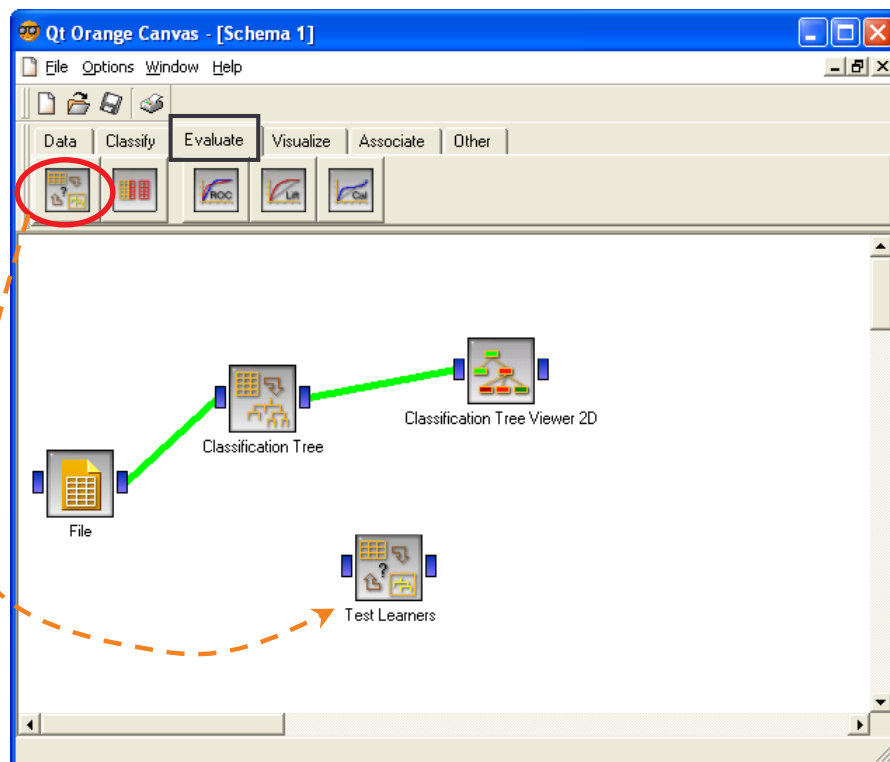 Qt Orange Canvas - [Schema 1]
File Options Window Help
Data Classify Evaluate Visualize Associate Other
? ROC Lift Cal
Classification Tree Viewer 2D
Classification Tree
File
?
Test Learners